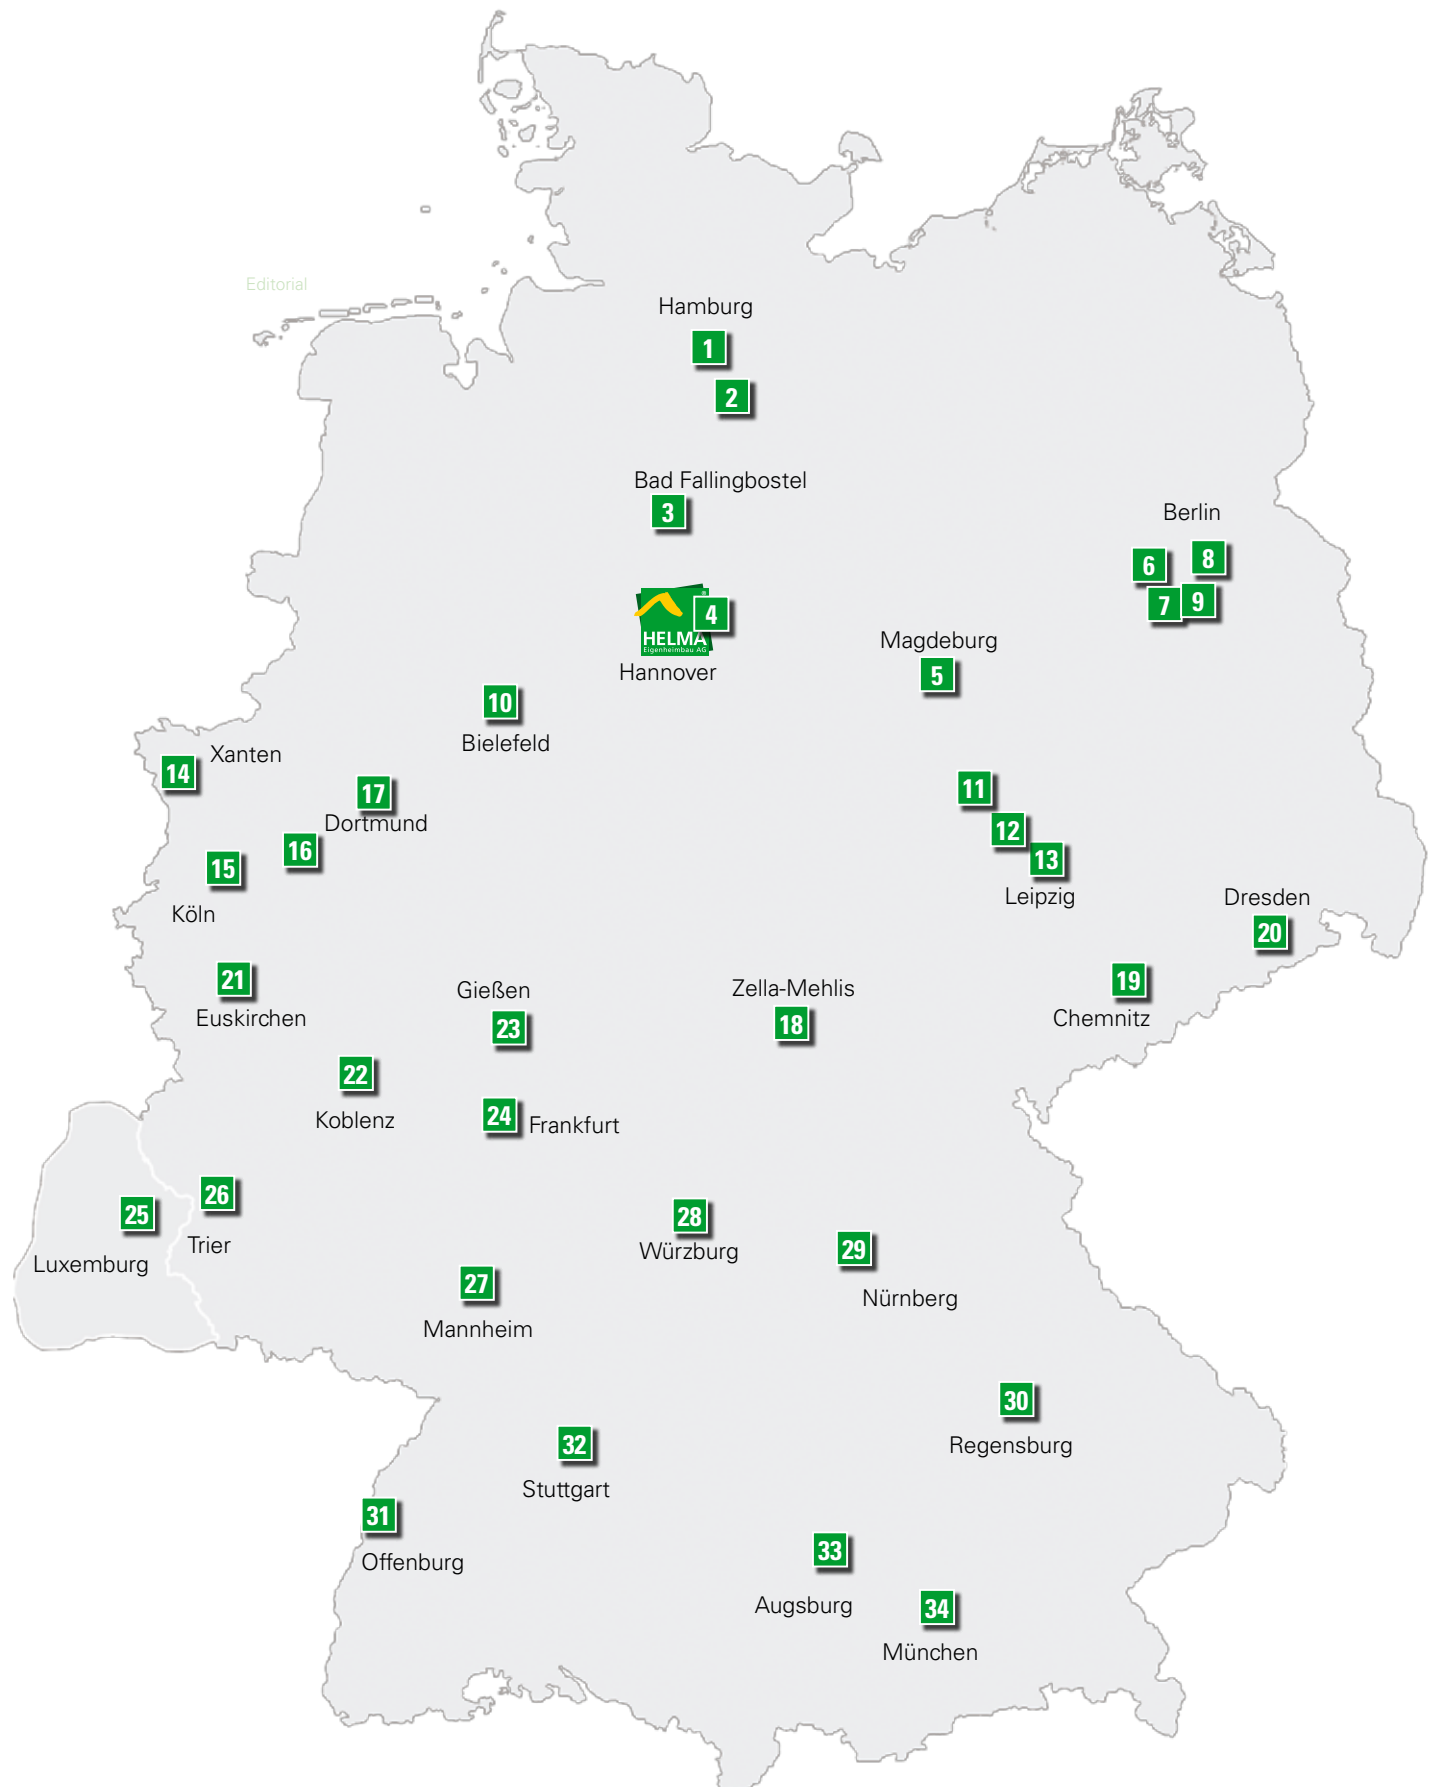 Editorial
Hamburg
1
2
Bad Fallingbostel
3
Berlin
6
8
7
9
4
HELMA
Eigenheimbau AG
Hannover
Magdeburg
5
10
Bielefeld
Xanten
14
17
Dortmund
16
15
Köln
11
12
13
Leipzig
Dresden
20
21
Euskirchen
Gießen
23
Zella-Mehlis
18
19
Chemnitz
22
Koblenz
24
Frankfurt
25
Luxemburg
26
Trier
28
Würzburg
29
Nürnberg
27
Mannheim
30
Regensburg
32
Stuttgart
31
Offenburg
33
Augsburg
34
München